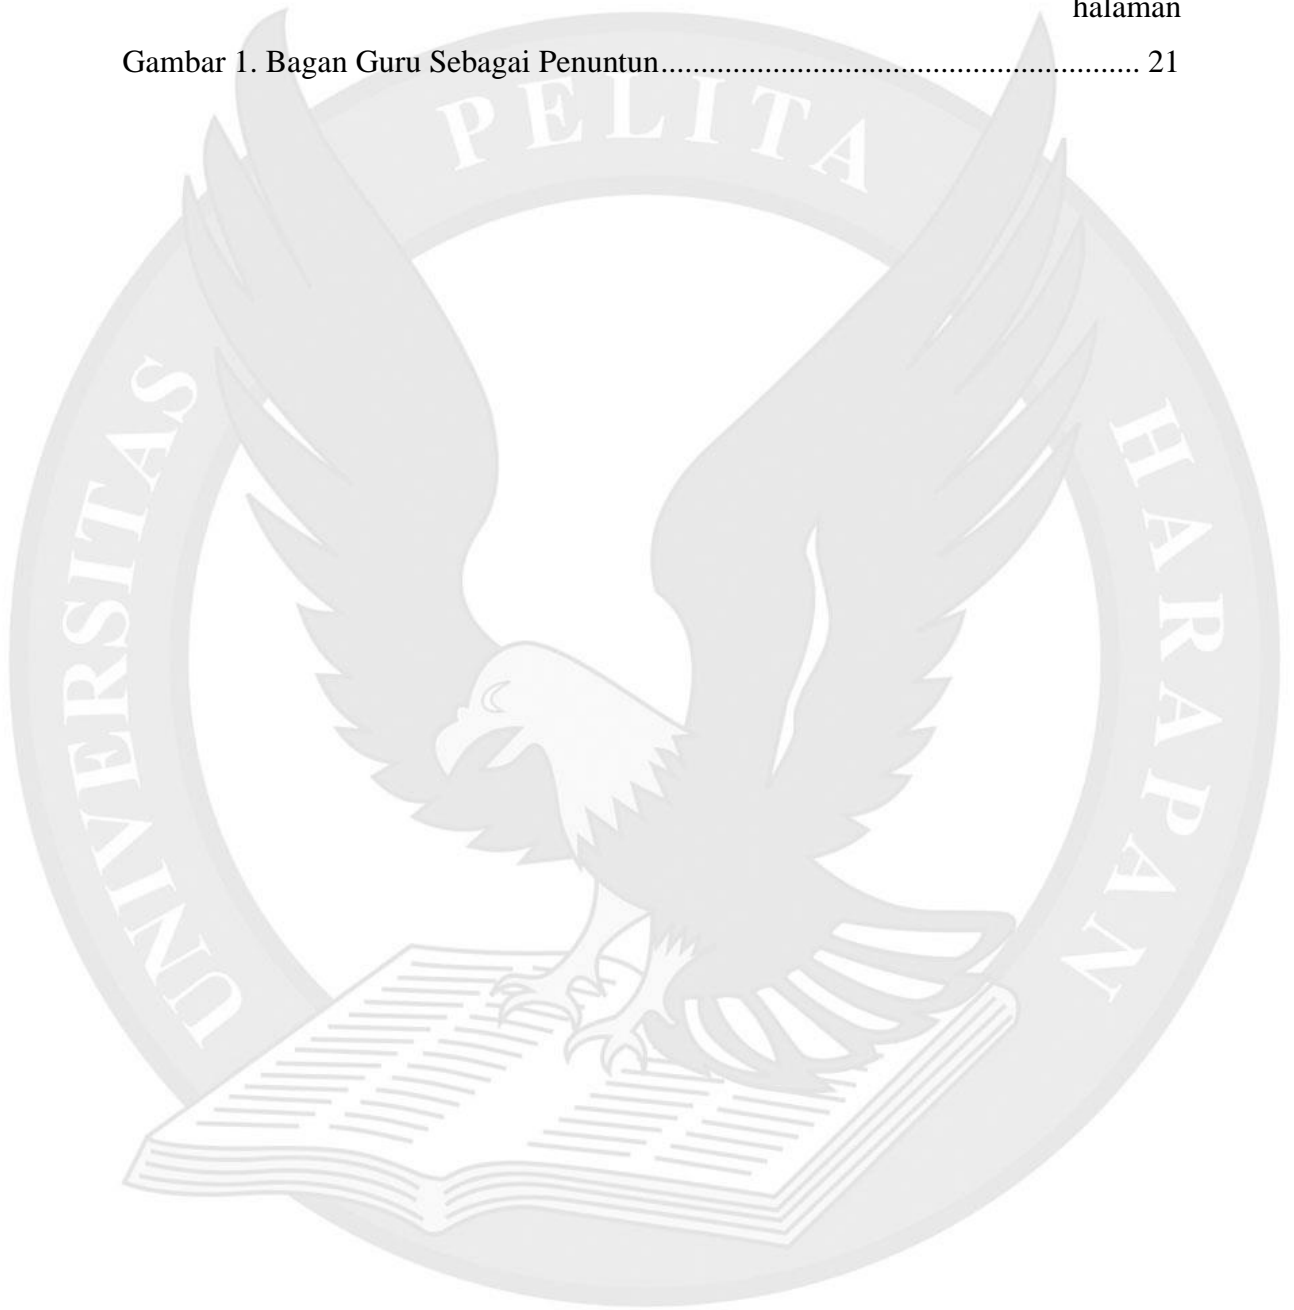 halaman
Gambar 1. Bagan Guru Sebagai Penuntun............................................................ 21
UNIVERSITAS PELITA HARAPAN